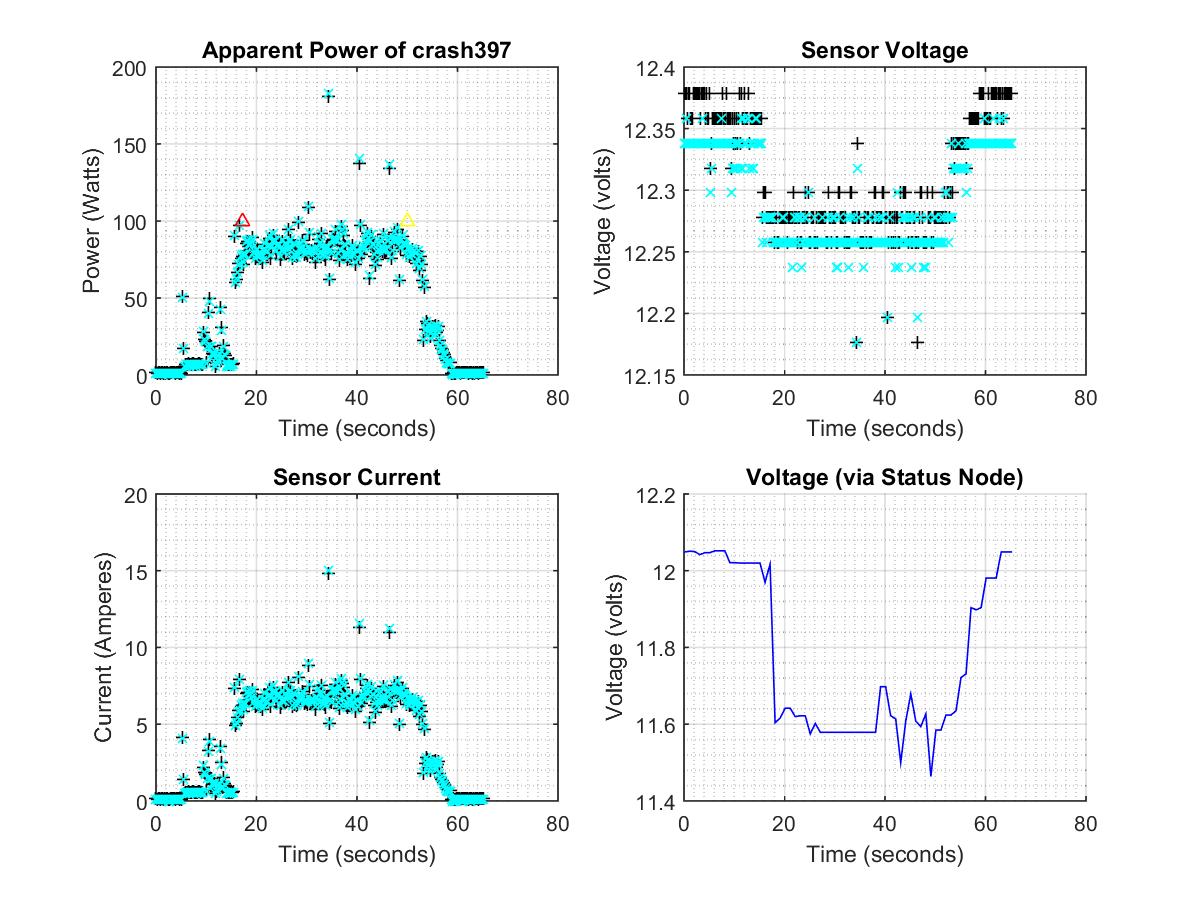 Apparent Power of crash397
200
150
100
50
0
0 20 40 60 80
Power (Watts)
Time (seconds)
Sensor Voltage
12.4
12.35
12.3
12.25
12.2
12.15
0 20 40 60 80
Voltage (volts)
Time (seconds)
Sensor Current
20
15
10
5
0
0 20 40 60 80
Current (Amperes)
Time (seconds)
Voltage (via Status Node)
12.2
12
11.8
11.6
11.4
0 20 40 60 80
Voltage (volts)
Time (seconds)